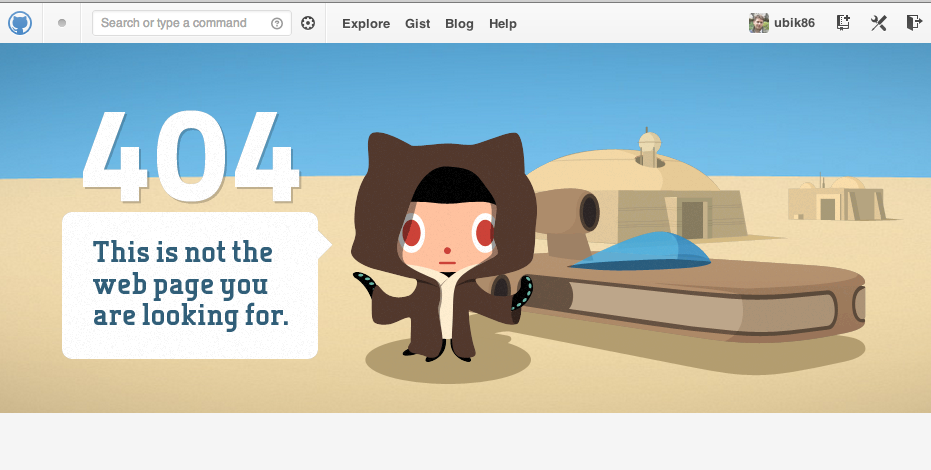 Search or type a command
Explore Gist Blog Help
ubik86
404
This is not the
web page you
are looking for.